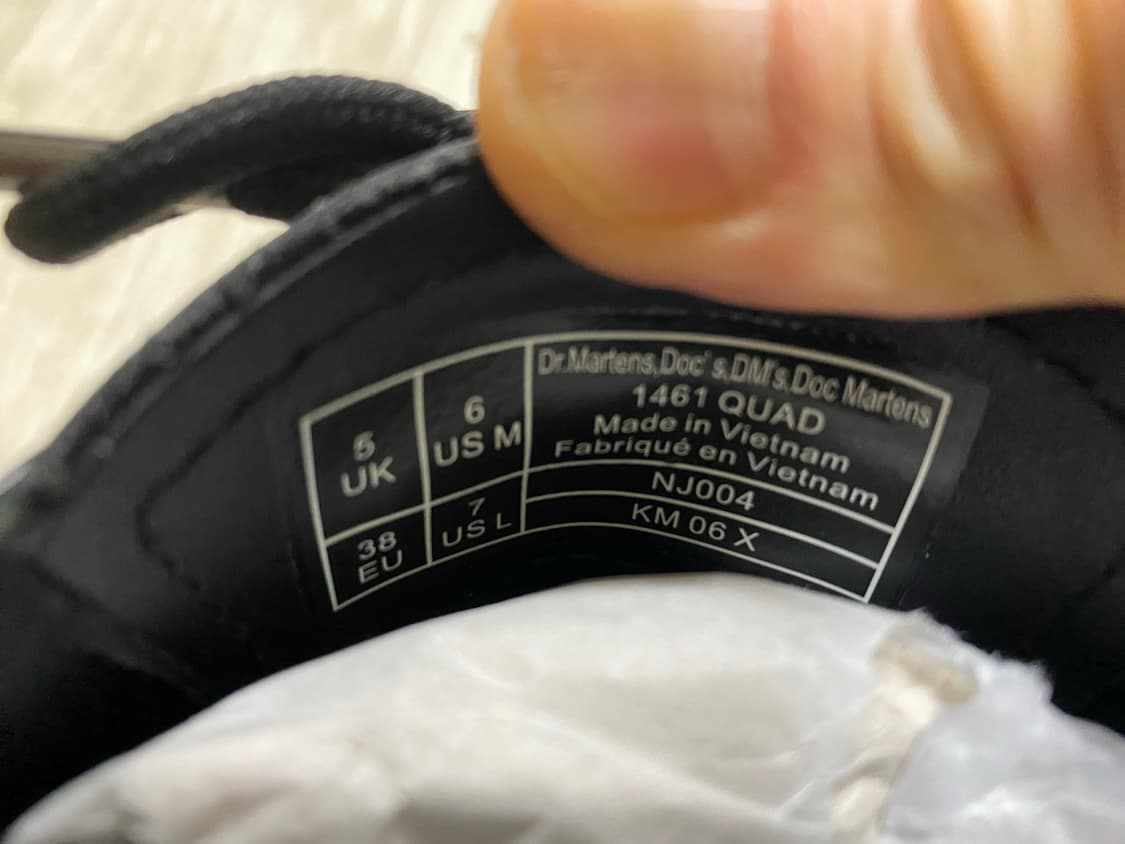 5
UK
6
US M
38
EU
7
US L
Dr.Martens,Doc's,DM's,Doc Martens
1461 QUAD
Made in Vietnam
Fabriqué en Vietnam
NJ004
KM 06 X